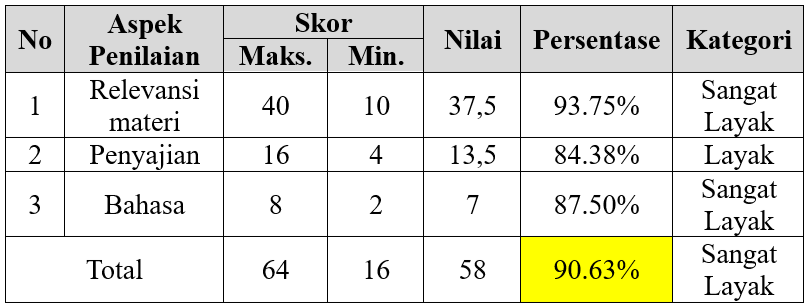 No Aspek Penilaian Skor Nilai Persentase Kategori
Maks. Min.
1 Relevansi materi 40 10 37,5 93.75% Sangat Layak
2 Penyajian 16 4 13,5 84.38% Layak
3 Bahasa 8 2 7 87.50% Sangat Layak
Total 64 16 58 90.63% Sangat Layak